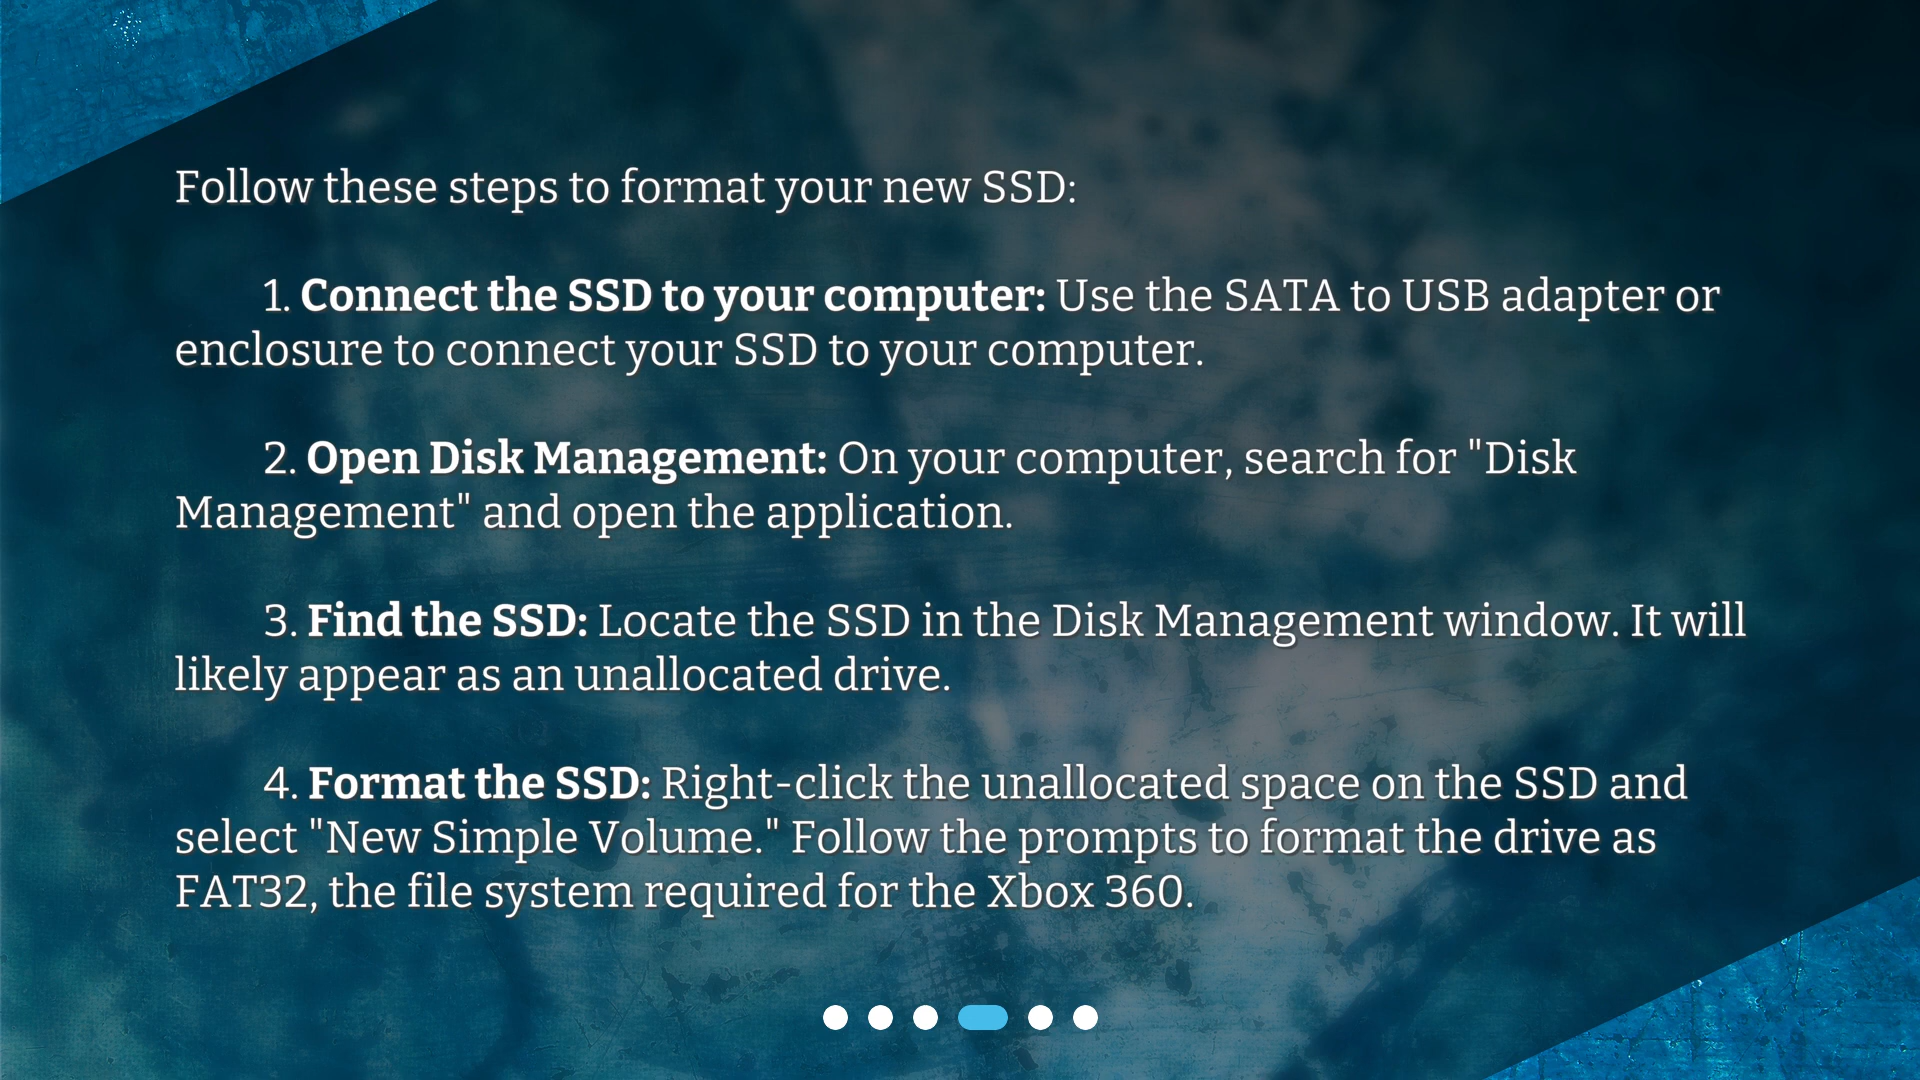 Follow these steps to format your new SSD:
1. Connect the SSD to your computer: Use the SATA to USB adapter or
enclosure to connect your SSD to your computer.
2. Open Disk Management: On your computer, search for "Disk
Management" and open the application.
3. Find the SSD: Locate the SSD in the Disk Management window. It will
likely appear as an unallocated drive.
4. Format the SSD: Right-click the unallocated space on the SSD and
select "New Simple Volume." Follow the prompts to format the drive as
FAT32, the file system required for the Xbox 360.